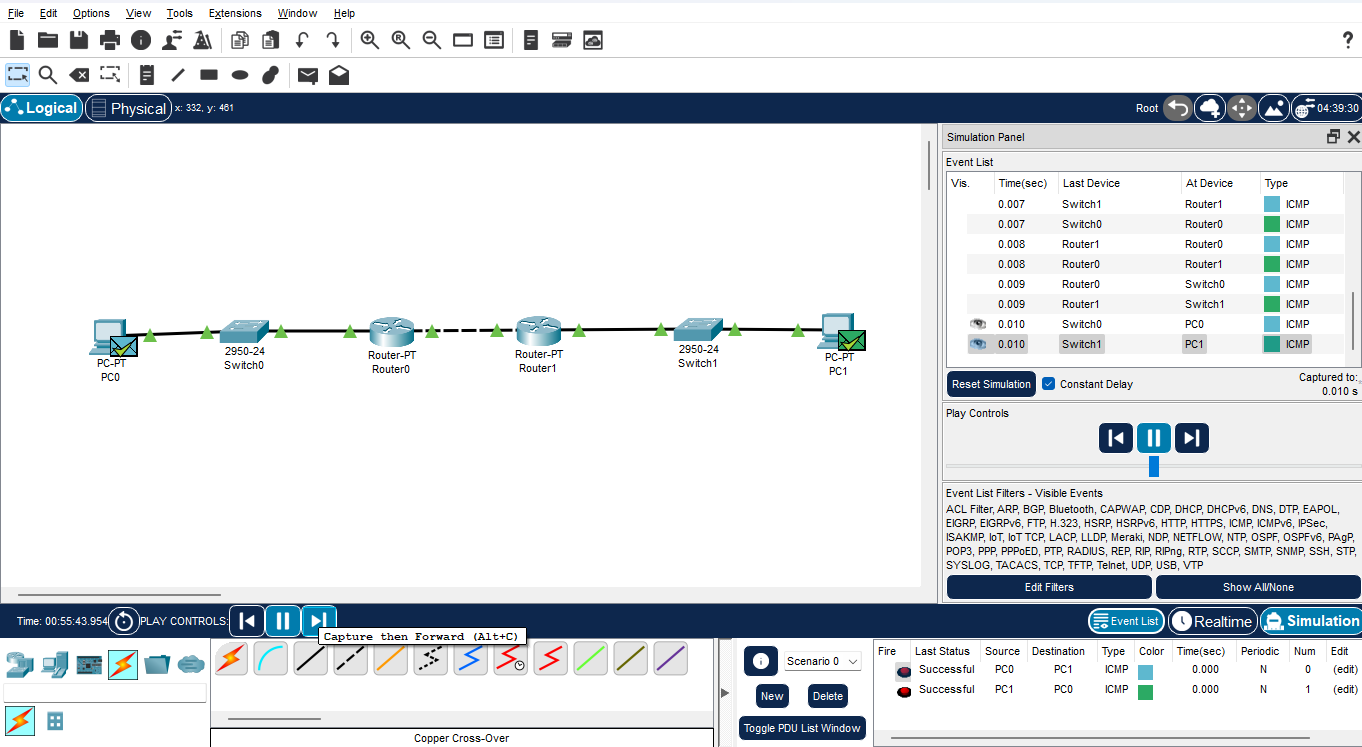 File Edit Options View Tools Extensions Window Help
?
Logical Physical x: 332, y: 461 Root 04:39:30
Simulation Panel
Event List
Vis. Time(sec) Last Device At Device Type
0.007 Switch1 Router1 ICMP
0.007 Switch0 Router0 ICMP
0.008 Router1 Router0 ICMP
0.008 Router0 Router1 ICMP
0.009 Router0 Switch0 ICMP
0.009 Router1 Switch1 ICMP
0.010 Switch0 PC0 ICMP
0.010 Switch1 PC1 ICMP
Reset Simulation Constant Delay Captured to:
0.010 s
PC-PT
PC0
2950-24
Switch0
Router-PT
Router0
Router-PT
Router1
2950-24
Switch1
PC-PT
PC1
Play Controls
Event List Filters - Visible Events
ACL Filter, ARP, BGP, Bluetooth, CAPWAP, CDP, DHCP, DHCPv6, DNS, DTP, EAPOL,
EIGRP, EIGRPv6, FTP, H.323, HSRP, HSRPv6, HTTP, HTTPS, ICMP, ICMPv6, IPSec,
ISAKMP, IoT, IoT TCP, LACP, LLDP, Meraki, NDP, NETFLOW, NTP, OSPF, OSPFv6, PAgP,
POP3, PPP, PPPoED, PTP, RADIUS, REP, RIP, RIPng, RTP, SCCP, SMTP, SNMP, SSH, STP,
SYSLOG, TACACS, TCP, TFTP, Telnet, UDP, USB, VTP
Edit Filters Show All/None
Time: 00:55:43.954 PLAY CONTROLS: Event List Realtime Simulation
Capture then Forward (Alt+C)
Scenario 0
New Delete
Toggle PDU List Window
Fire Last Status Source Destination Type Color Time(sec) Periodic Num Edit
Successful PC0 PC1 ICMP 0.000 N 0 (edit)
Successful PC1 PC0 ICMP 0.000 N 1 (edit)
Copper Cross-Over